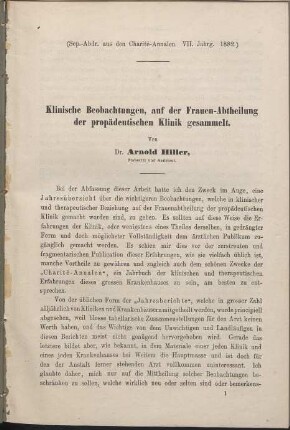 (Sep.-Abdr. aus den Charité-Annalen VII. Jahrg. 1882.)
Klinische Beobachtungen, auf der Frauen-Abtheilung
der propädeutischen Klinik gesammelt.
Von
Dr. Arnold Hiller,
Docent und Assistent.
Bei der Abfassung dieser Arbeit hatte ich den Zweck im Auge, eine
Jahresübersicht über die wichtigsten Beobachtungen, welche in klinischer
und therapeutischer Beziehung auf der Frauenabtheilung der propädeutischen
Klinik gemacht wurden sind, zu geben. Es sollten auf diese Weise die Er-
fahrungen der Klinik, oder wenigstens eines Theiles derselben, in gedrängter
Form und doch möglichster Vollständigkeit dem ärztlichen Publikum zu-
gänglich gemacht werden. Es schien mir dies vor der zerstreuten und
fragmentarischen Publication dieser Erfahrungen, wie sie vielfach üblich ist,
manche Vortheile zu gewähren und zugleich auch dem schönen Zwecke der
„Charité-Annalen“, ein Jahrbuch der klinischen und therapeutischen
Erfahrungen dieses grossen Krankenhauses zu sein, am besten zu ent-
sprechen.
Von der üblichen Form der „Jahresberichte“, welche in grosser Zahl
alljährlich von Kliniken und Krankenhäusern mitgetheilt werden, wurde principiell
abgesehen, weil blosse tabellarische Zusammenstellungen für den Arzt keinen
Werth haben, und das Wichtige von dem Unwichtigen und Landläufigen in
diesen Berichten meist nicht genügend hervorgehoben wird. Gerade das
letztere bildet aber, wie bekannt, in dem Materiale einer jeden Klinik und
eines jeden Krankenhauses bei Weitem die Hauptmasse und ist doch für
den der Anstalt ferner stehenden Arzt vollkommen uninteressant. Ich
glaubte daher, mich nur auf die Mittheilung solcher Beobachtungen be-
schränken zu sollen, welche wirklich neu oder selten sind oder bemerkens-
1